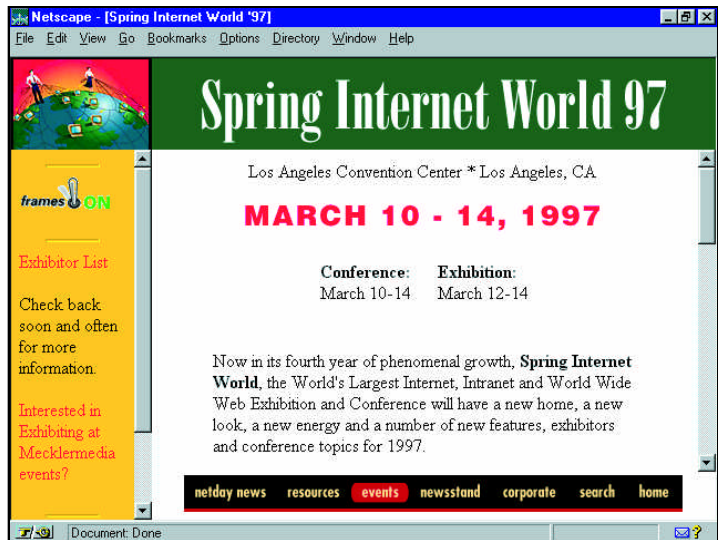 Netscape - [Spring Internet World '97]
File Edit View Go Bookmarks Options Directory Window Help
Spring Internet World 97
frames ON
Exhibitor List
Check back
soon and often
for more
information.
Interested in
Exhibiting at
Mecklermedia
events?
Los Angeles Convention Center * Los Angeles, CA
MARCH 10 - 14, 1997
Conference: Exhibition:
March 10-14 March 12-14
Now in its fourth year of phenomenal growth, Spring Internet
World, the World's Largest Internet, Intranet and World Wide
Web Exhibition and Conference will have a new home, a new
look, a new energy and a number of new features, exhibitors
and conference topics for 1997.
netday news resources events newsstand corporate search home
Document: Done